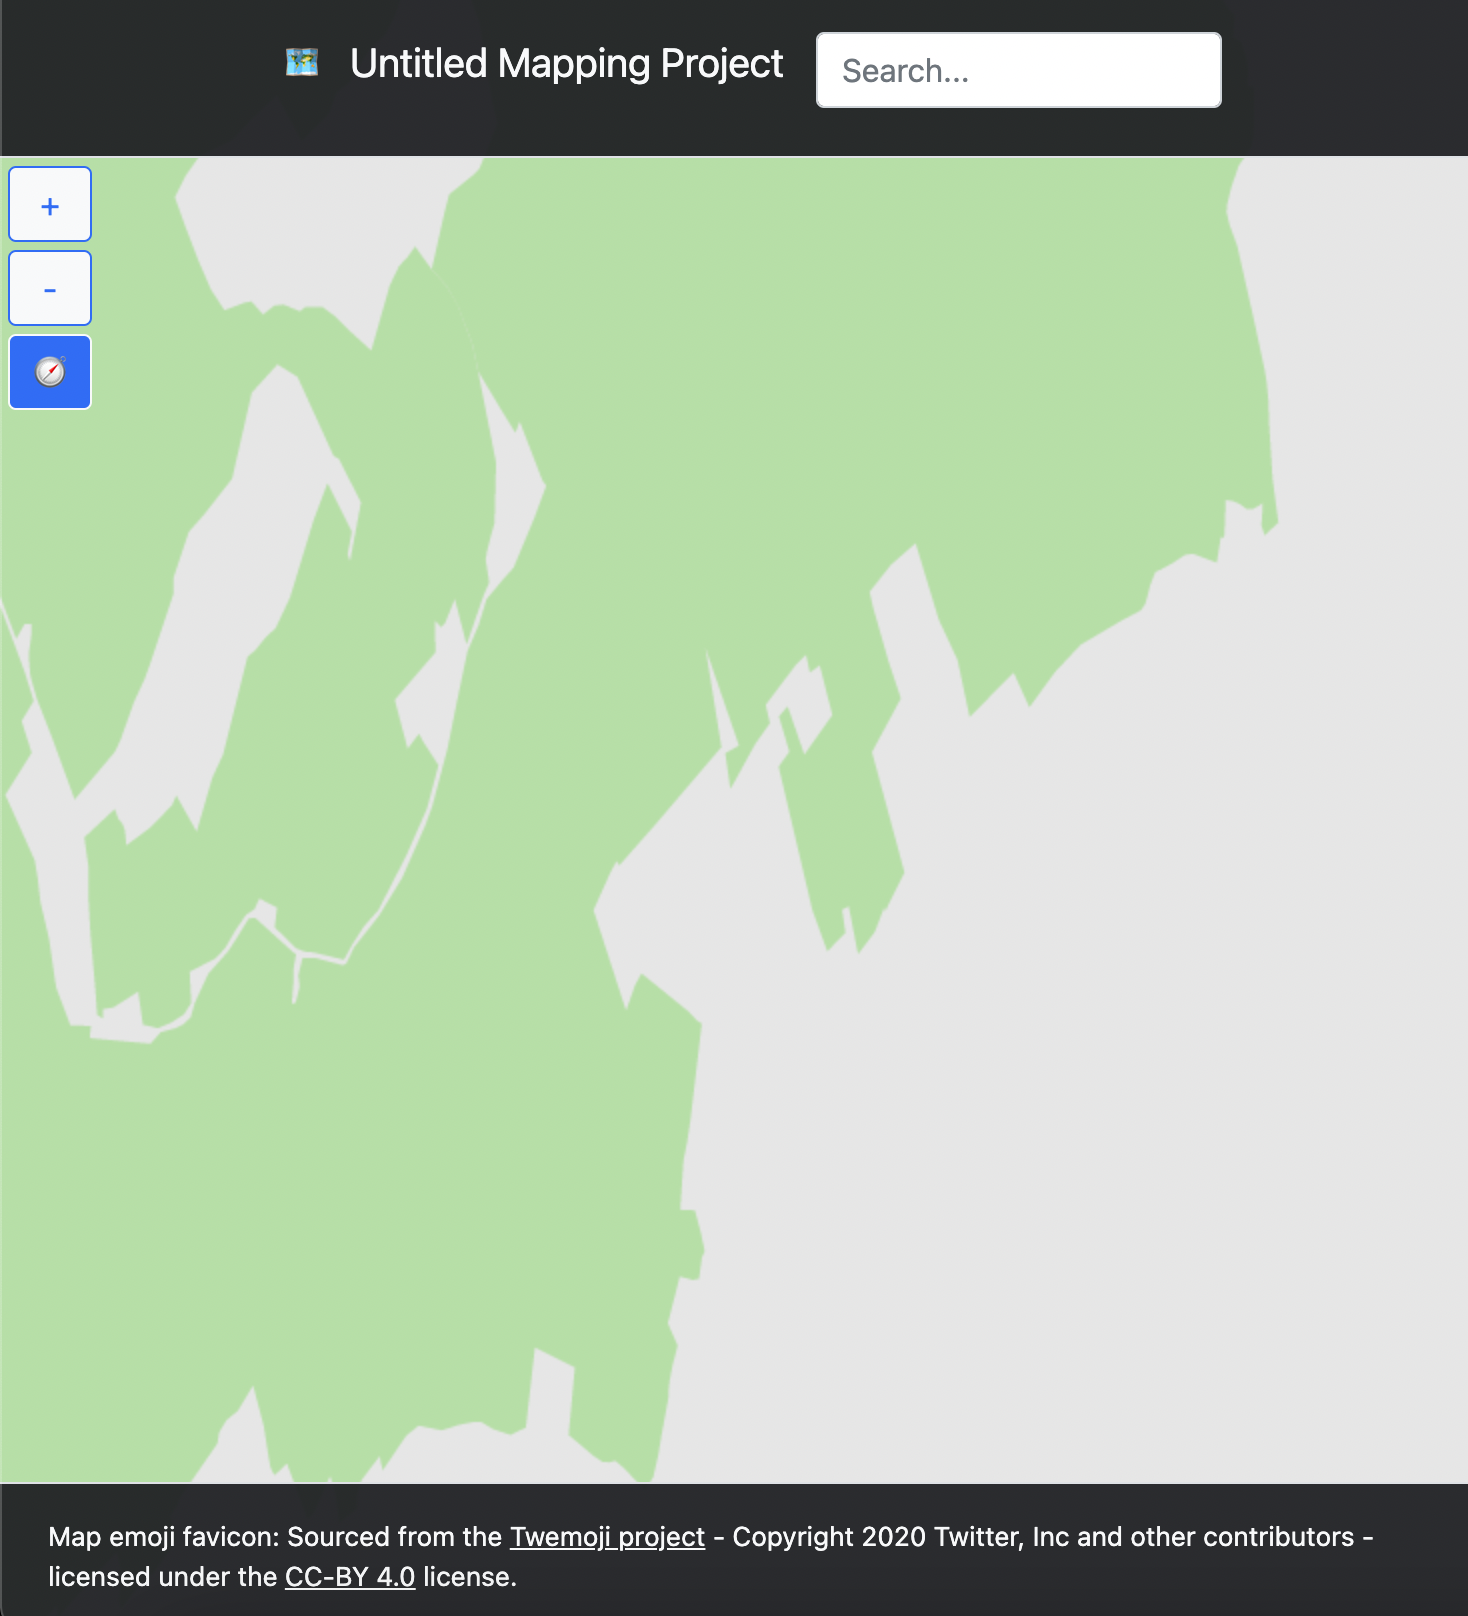 Untitled Mapping Project
Search...
+
-
Map emoji favicon: Sourced from the Twemoji project - Copyright 2020 Twitter, Inc and other contributors -
licensed under the CC-BY 4.0 license.